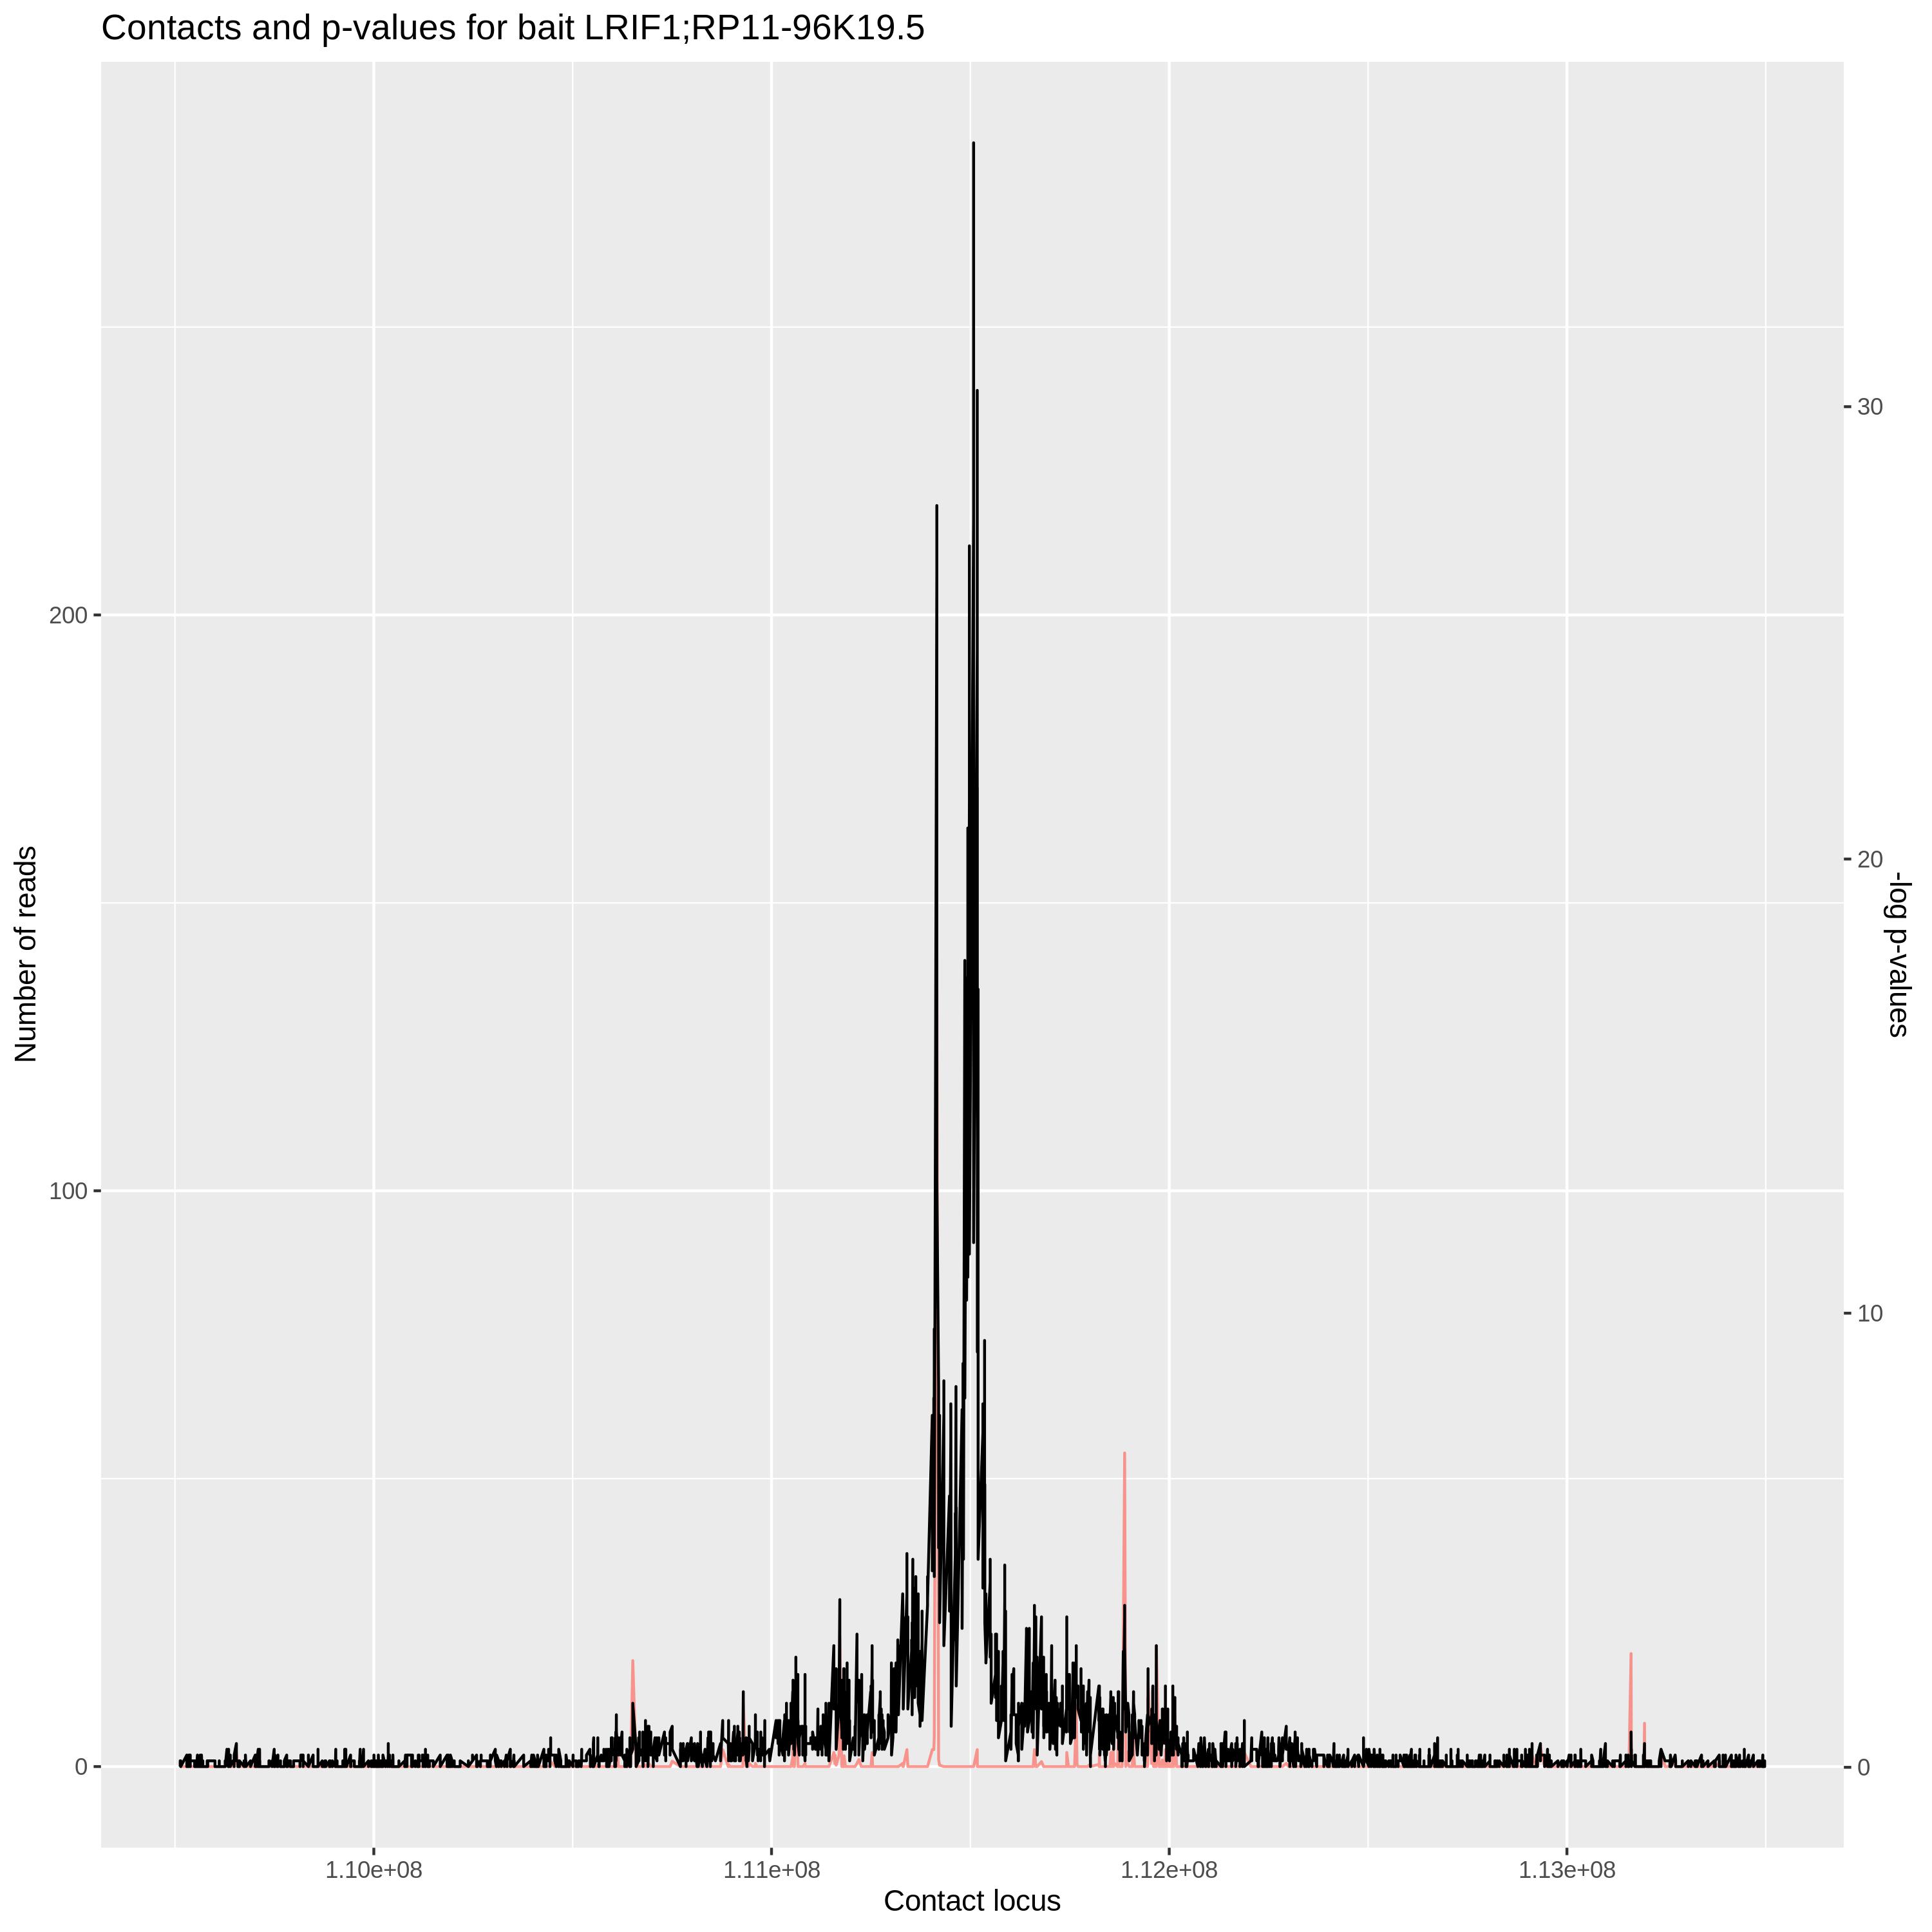 Contacts and p-values for bait LRIF1;RP11-96K19.5
Number of reads
200
100
0
30
20
10
0
-log p-values
1.10e+08 1.11e+08 1.12e+08 1.13e+08
Contact locus